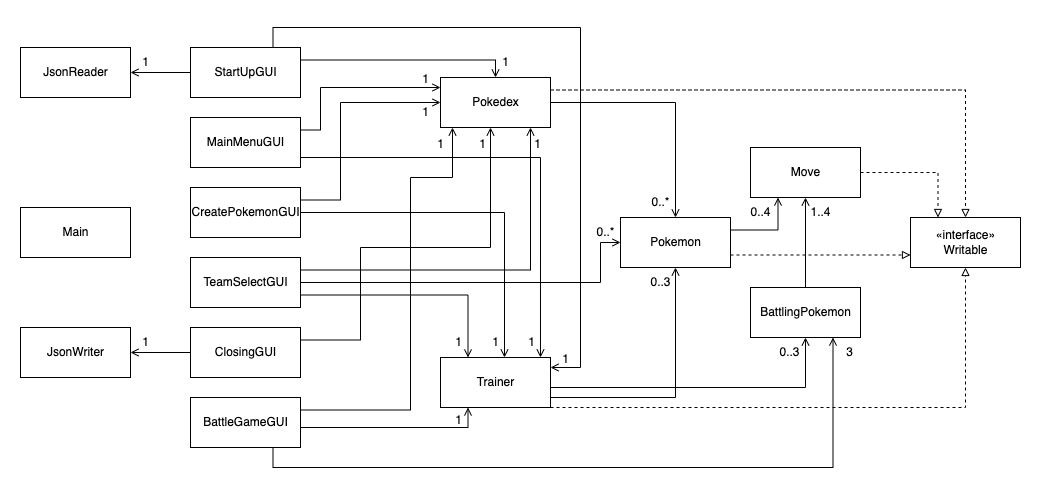 1
1
JsonReader
StartUpGUI
1
Pokedex
1
MainMenuGUI
1
1
1
Move
CreatePokemonGUI
0..*
0..4
1..4
Main
0..*
Pokemon
«interface»
Writable
TeamSelectGUI
0..3
BattlingPokemon
1
1
1
1
JsonWriter
ClosingGUI
1
0..3
3
Trainer
BattleGameGUI
1